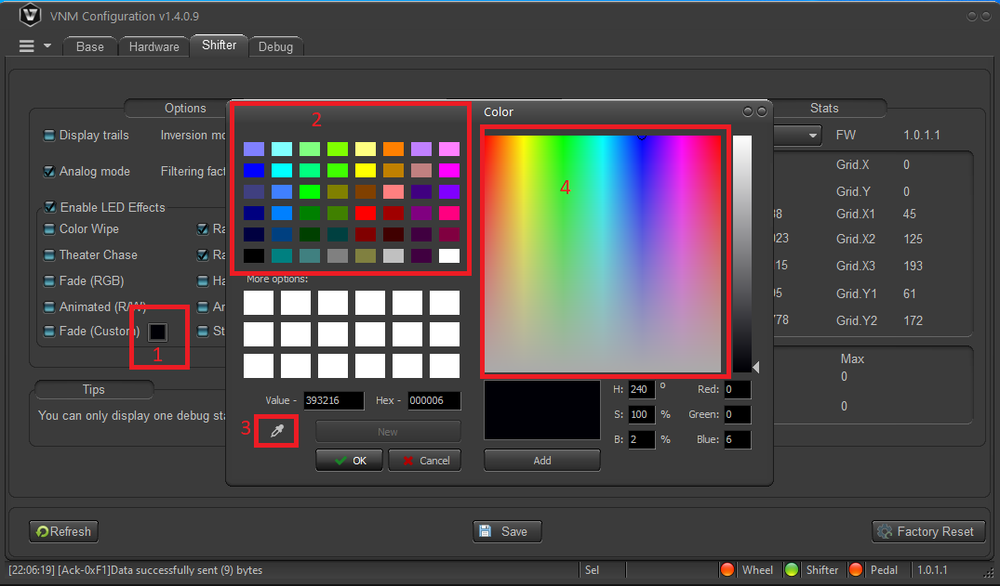 VNM Configuration v1.4.0.9
Base Hardware Shifter Debug
Options
Display trails Inversion mo
Analog mode Filtering fact
Enable LED Effects
Color Wipe Ra
Theater Chase Ra
Fade (RGB) Ha
Animated (R/W) An
Fade (Custom) St
1
Tips
You can only display one debug sta
2
More options:
Value - 393216 Hex - 000006
3
New
OK Cancel
Color
4
H: 240 ° Red: 0
S: 100 % Green: 0
B: 2 % Blue: 6
Add
Stats
FW 1.0.1.1
Grid.X 0
Grid.Y 0
Grid.X1 45
23 Grid.X2 125
15 Grid.X3 193
Grid.Y1 61
78 Grid.Y2 172
Max
0
0
Refresh Save Factory Reset
[22:06:19] [Ack-0xF1]Data successfully sent (9) bytes Sel Wheel Shifter Pedal 1.0.1.1